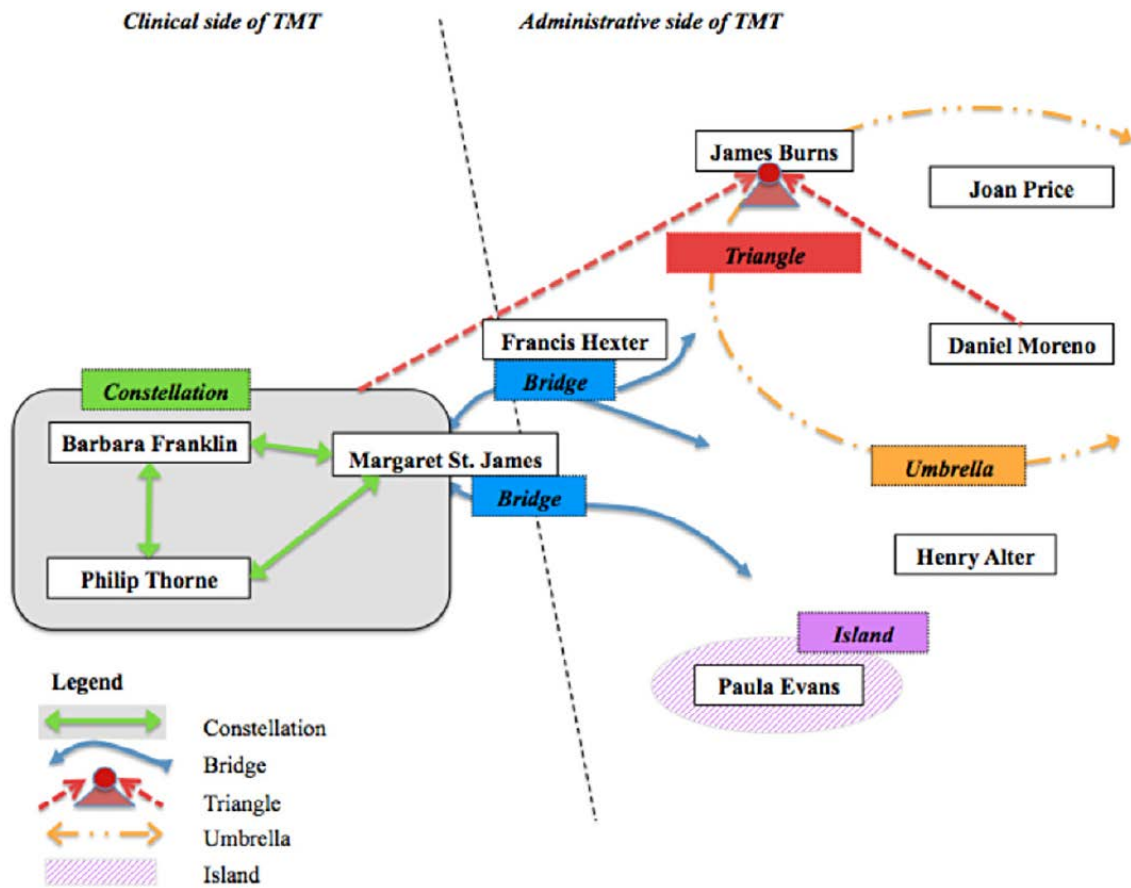 Clinical side of TMT
Administrative side of TMT
James Burns
Joan Price
Triangle
Francis Hexter
Daniel Moreno
Bridge
Constellation
Barbara Franklin
Margaret St. James
Umbrella
Bridge
Henry Alter
Philip Thorne
Island
Paula Evans
Legend
Constellation
Bridge
Triangle
Umbrella
Island